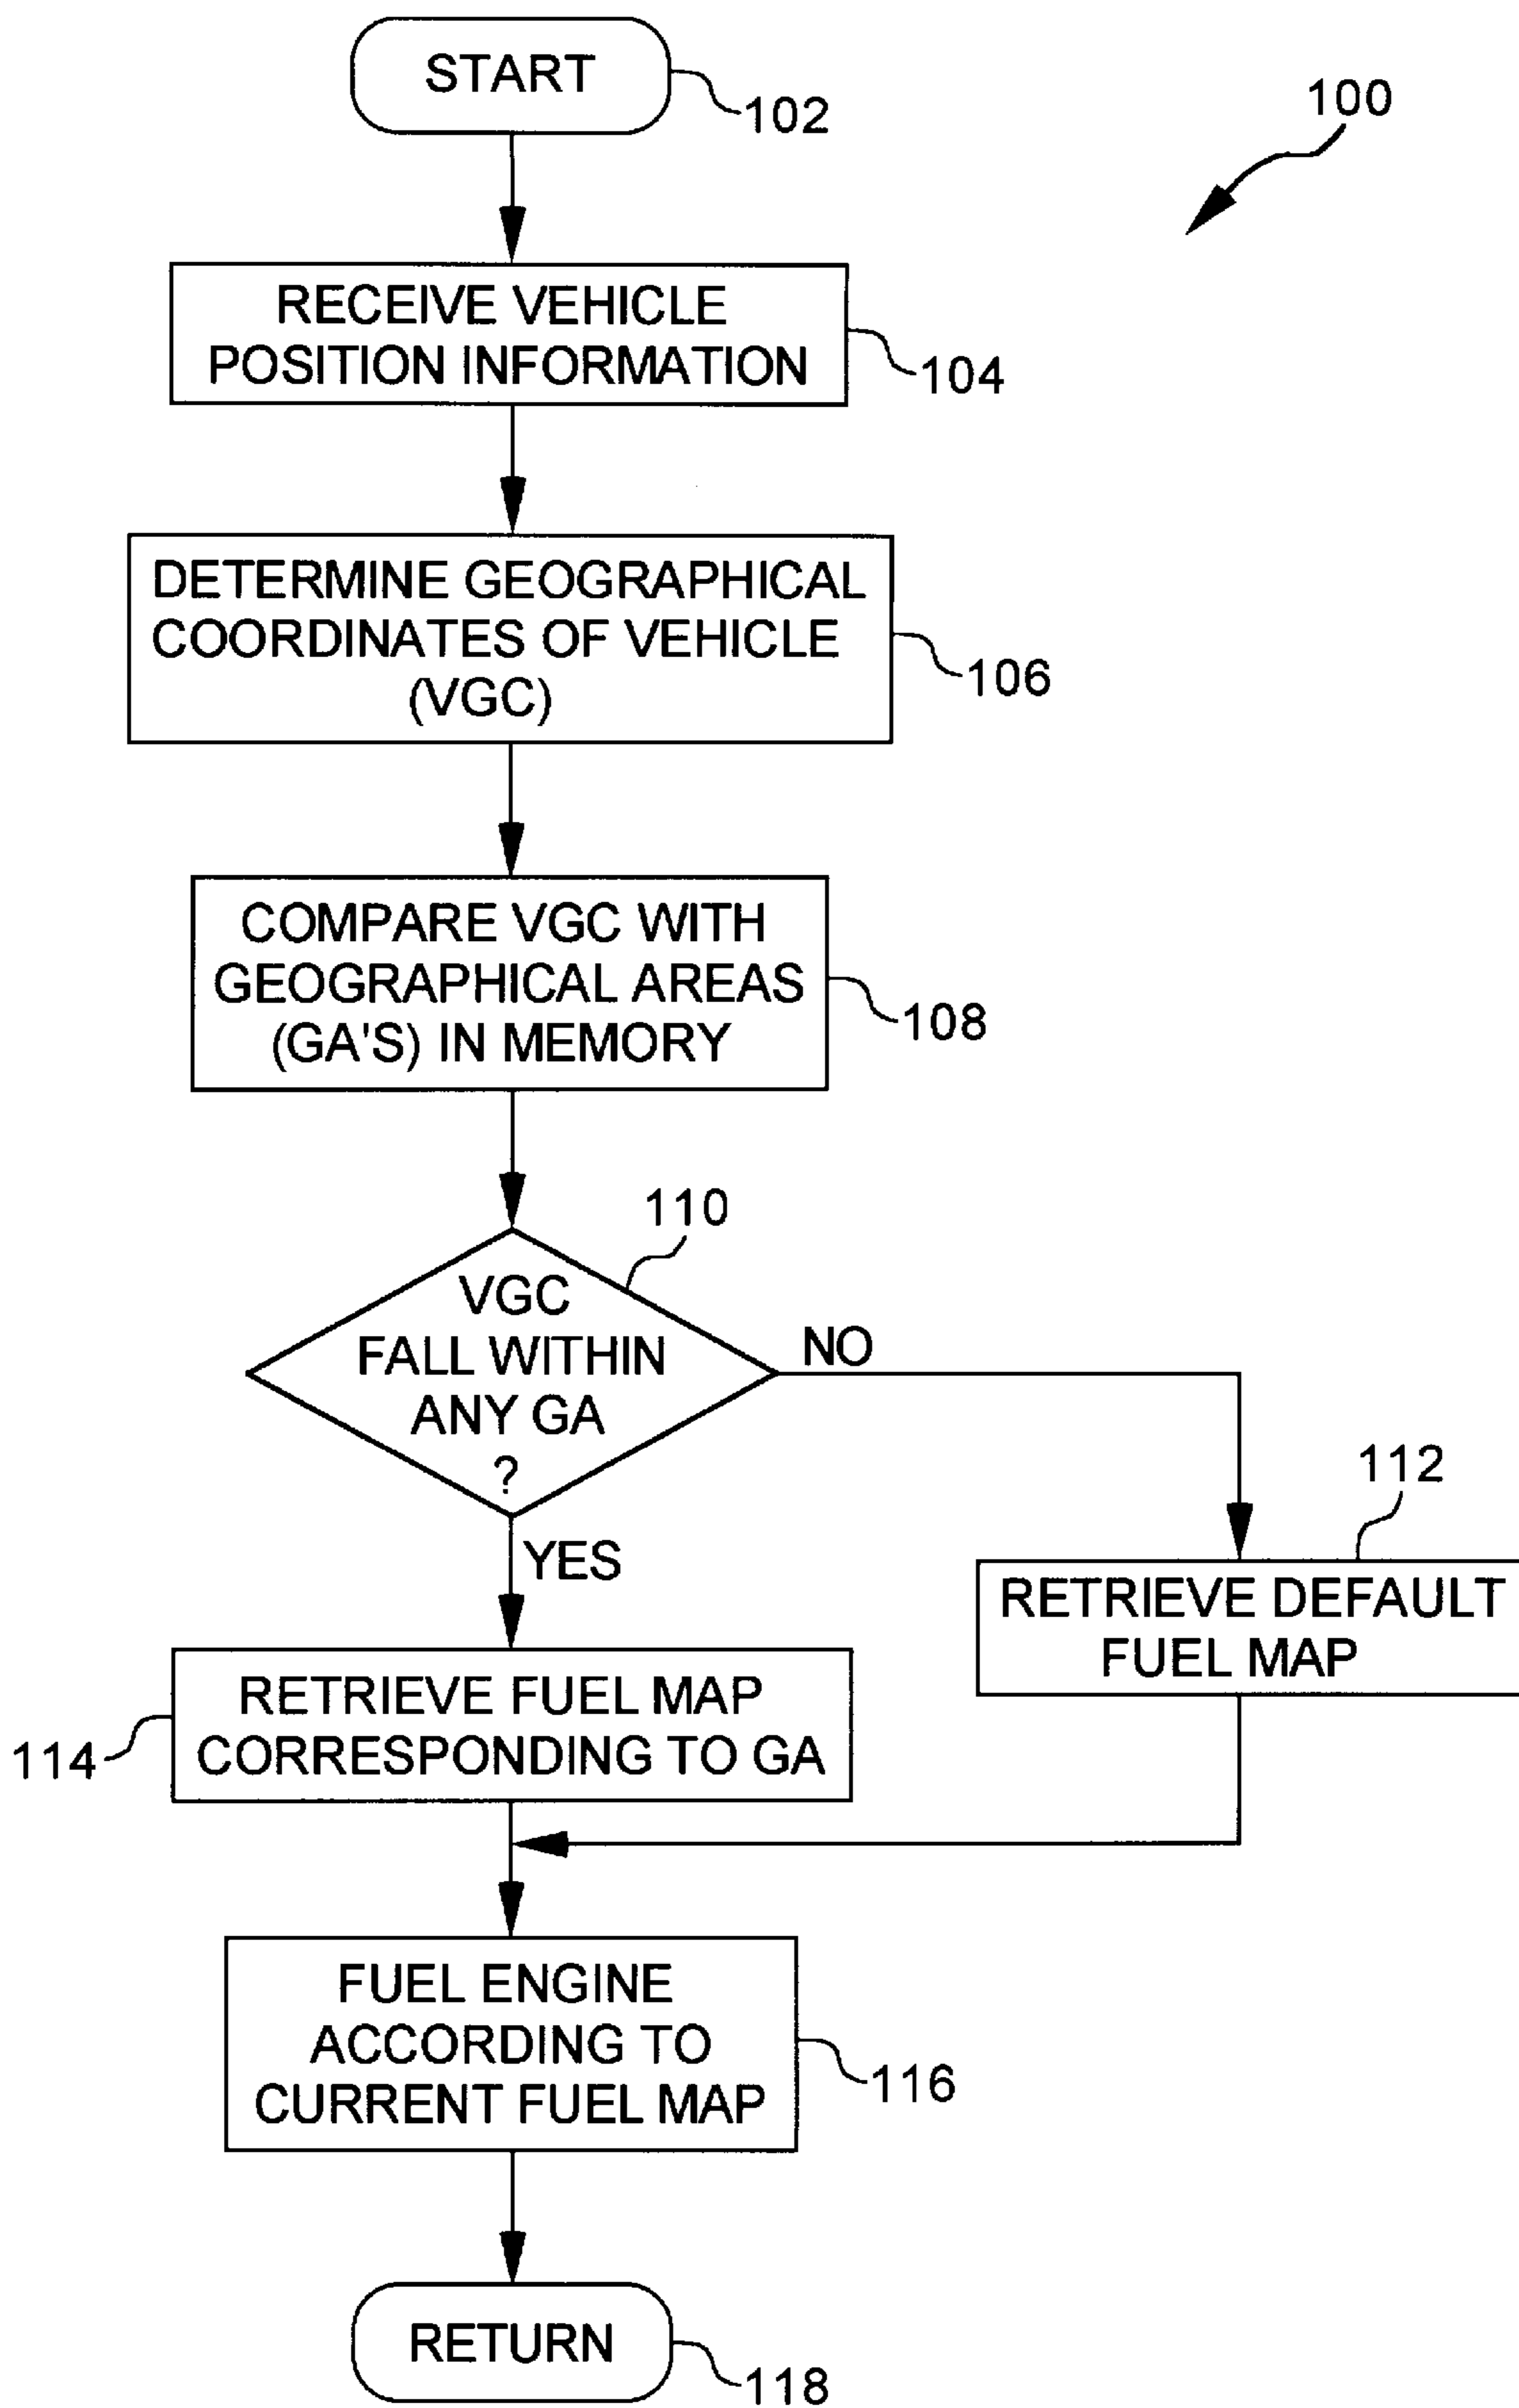 START
102
100
RECEIVE VEHICLE
POSITION INFORMATION
104
DETERMINE GEOGRAPHICAL
COORDINATES OF VEHICLE
(VGC)
106
COMPARE VGC WITH
GEOGRAPHICAL AREAS
(GA'S) IN MEMORY
108
110
VGC
FALL WITHIN
ANY GA
?
NO
YES
112
RETRIEVE DEFAULT
FUEL MAP
RETRIEVE FUEL MAP
CORRESPONDING TO GA
114
FUEL ENGINE
ACCORDING TO
CURRENT FUEL MAP
116
RETURN
118